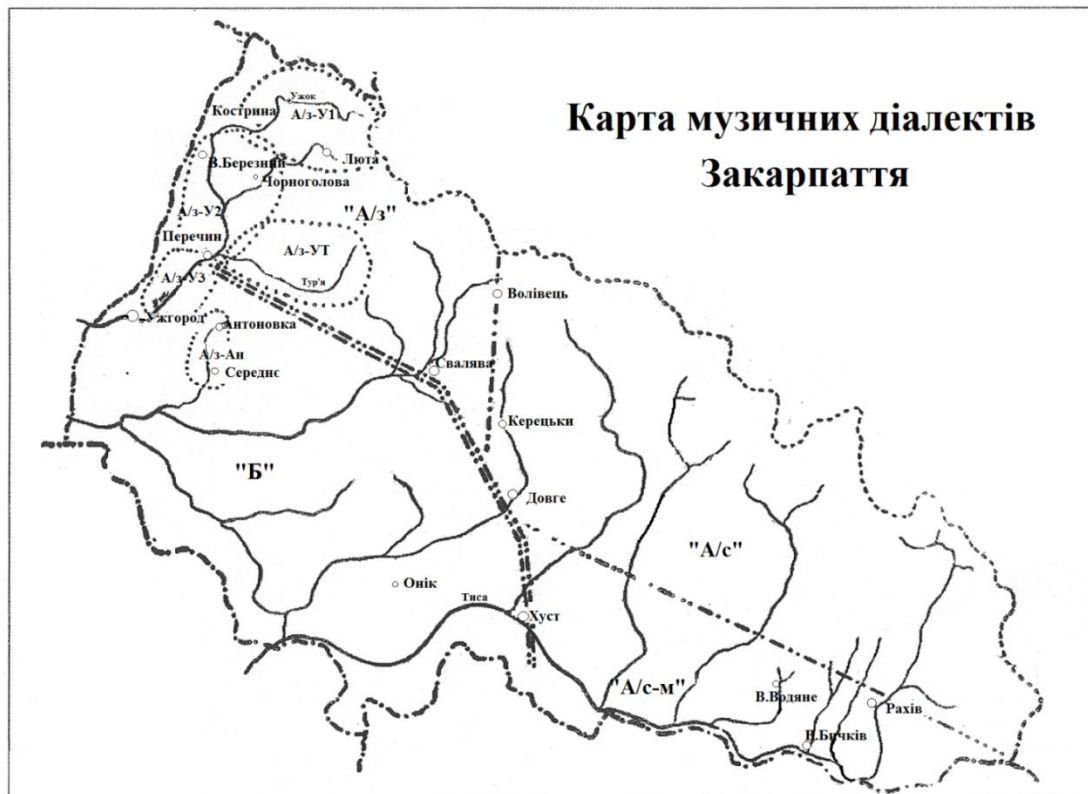 Карта музичних діалектів
Закарпаття
Ужок
Кострина
А/з-У1
В.Березний
Люта
Чорноголова
"А/з"
А/з-У2
Перечин
А/з-УТ
А/з-У3
Тур'я
Волівець
Ужгород
Антоновка
А/з-Ан
Середнє
Свалява
Керецьки
"Б"
Довге
"А/с"
Онік
Тиса
Хуст
"А/с-м"
В.Водяне
Рахів
В.Бичків